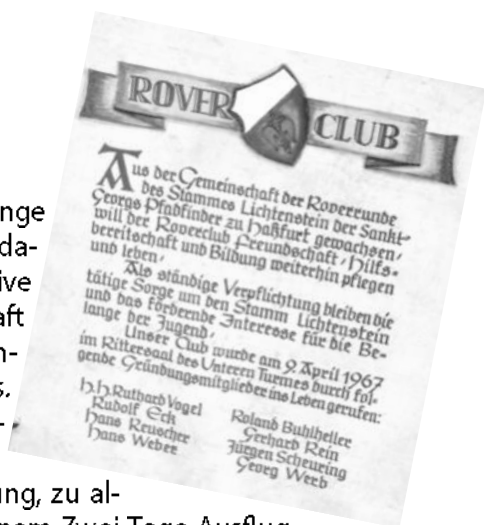 ROVER CLUB
Aus der Gemeinschaft der Roverrunde
des Stammes Lichtenstein der Sankt-
Georgs Pfadfinder zu Haßfurt gewachsen,
will der Roverclub Freundschaft, Hilfs-
bereitschaft und Bildung weiterhin pflegen
und leben.
Als ständige Verpflichtung bleiben die
tätige Sorge um den Stamm Lichtenstein
und das fördernde Interesse für die Be-
lange der Jugend.
Unser Club wurde am 9. April 1967
im Rittersaal des Unteren Turmes durch fol-
gende Gründungsmitglieder ins Leben gerufen:
h.h. Ruthard Vogel
Rudolf Eck
Hans Reuscher
Hans Weber
Roland Buhlheller
Gerhard Rein
Jürgen Scheuring
Georg Werb
nge
da-
ive
aft
n-
s.
-
ung, zu al-
nem Zwei Tage Ausflug